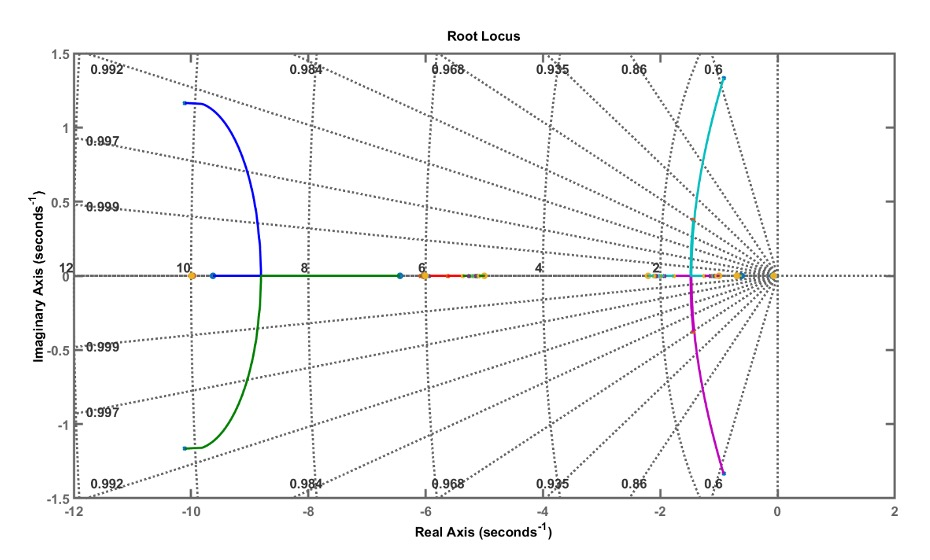 Root Locus
1.5
0.992 0.984 0.968 0.935 0.86 0.6
1
0.997
0.5
0.999
12 10 8 6 4 2
0
0.999
-0.5
0.997
-1
0.992 0.984 0.968 0.935 0.86 0.6
-1.5
-12 -10 -8 -6 -4 -2 0 2
Real Axis (seconds⁻¹)
Imaginary Axis (seconds⁻¹)